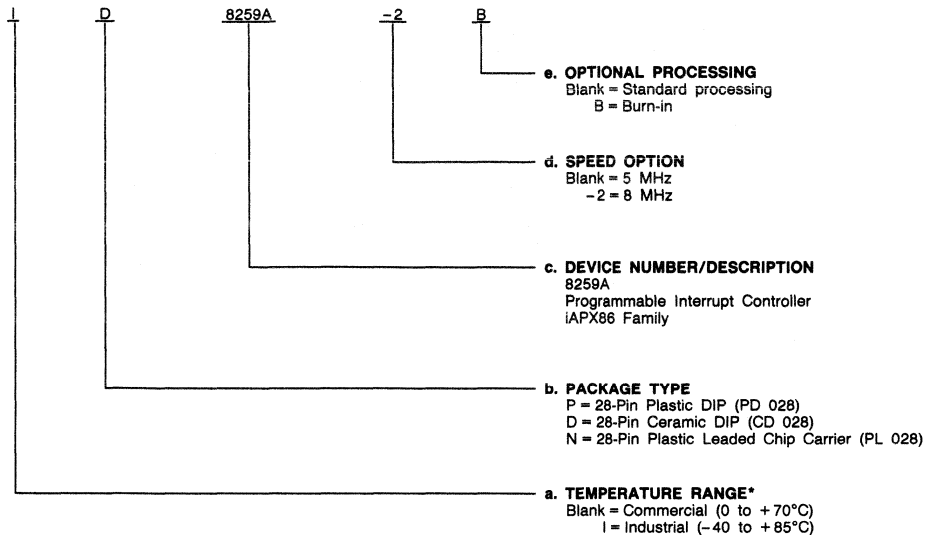 I D 8259A -2 B
e. OPTIONAL PROCESSING
Blank = Standard processing
B = Burn-in
d. SPEED OPTION
Blank = 5 MHz
-2 = 8 MHz
c. DEVICE NUMBER/DESCRIPTION
8259A
Programmable Interrupt Controller
iAPX86 Family
b. PACKAGE TYPE
P = 28-Pin Plastic DIP (PD 028)
D = 28-Pin Ceramic DIP (CD 028)
N = 28-Pin Plastic Leaded Chip Carrier (PL 028)
a. TEMPERATURE RANGE*
Blank = Commercial (0 to +70°C)
I = Industrial (-40 to +85°C)